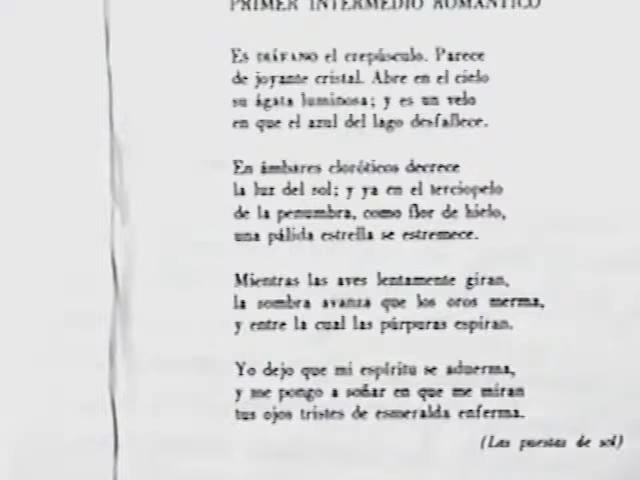 PRIMER INTERMEDIO ROMÁNTICO
Es diáfano el crepúsculo. Parece
de joyante cristal. Abre en el cielo
su ágata luminosa; y es un velo
en que el azul del lago desfallece.
En ámbares cloróticos decrece
la luz del sol; y ya en el terciopelo
de la penumbra, como flor de hielo,
una pálida estrella se estremece.
Mientras las aves lentamente giran,
la sombra avanza que los oros merma,
y entre la cual las púrpuras espiran.
Yo dejo que mi espíritu se aduerma,
y me pongo a soñar en que me miran
tus ojos tristes de esmeralda enferma.
(Las puestas de sol)